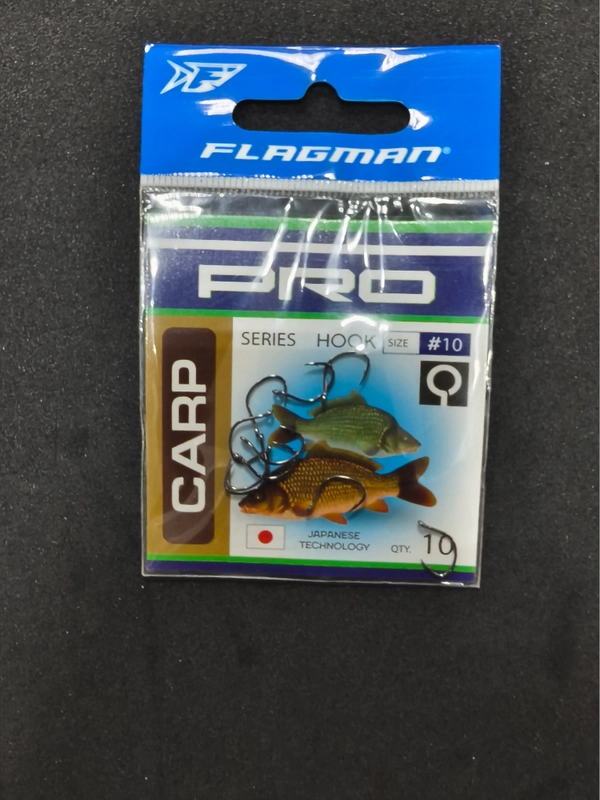 FLAGMAN®
PRO
SERIES HOOK SIZE #10
CARP
JAPANESE
TECHNOLOGY
QTY. 10